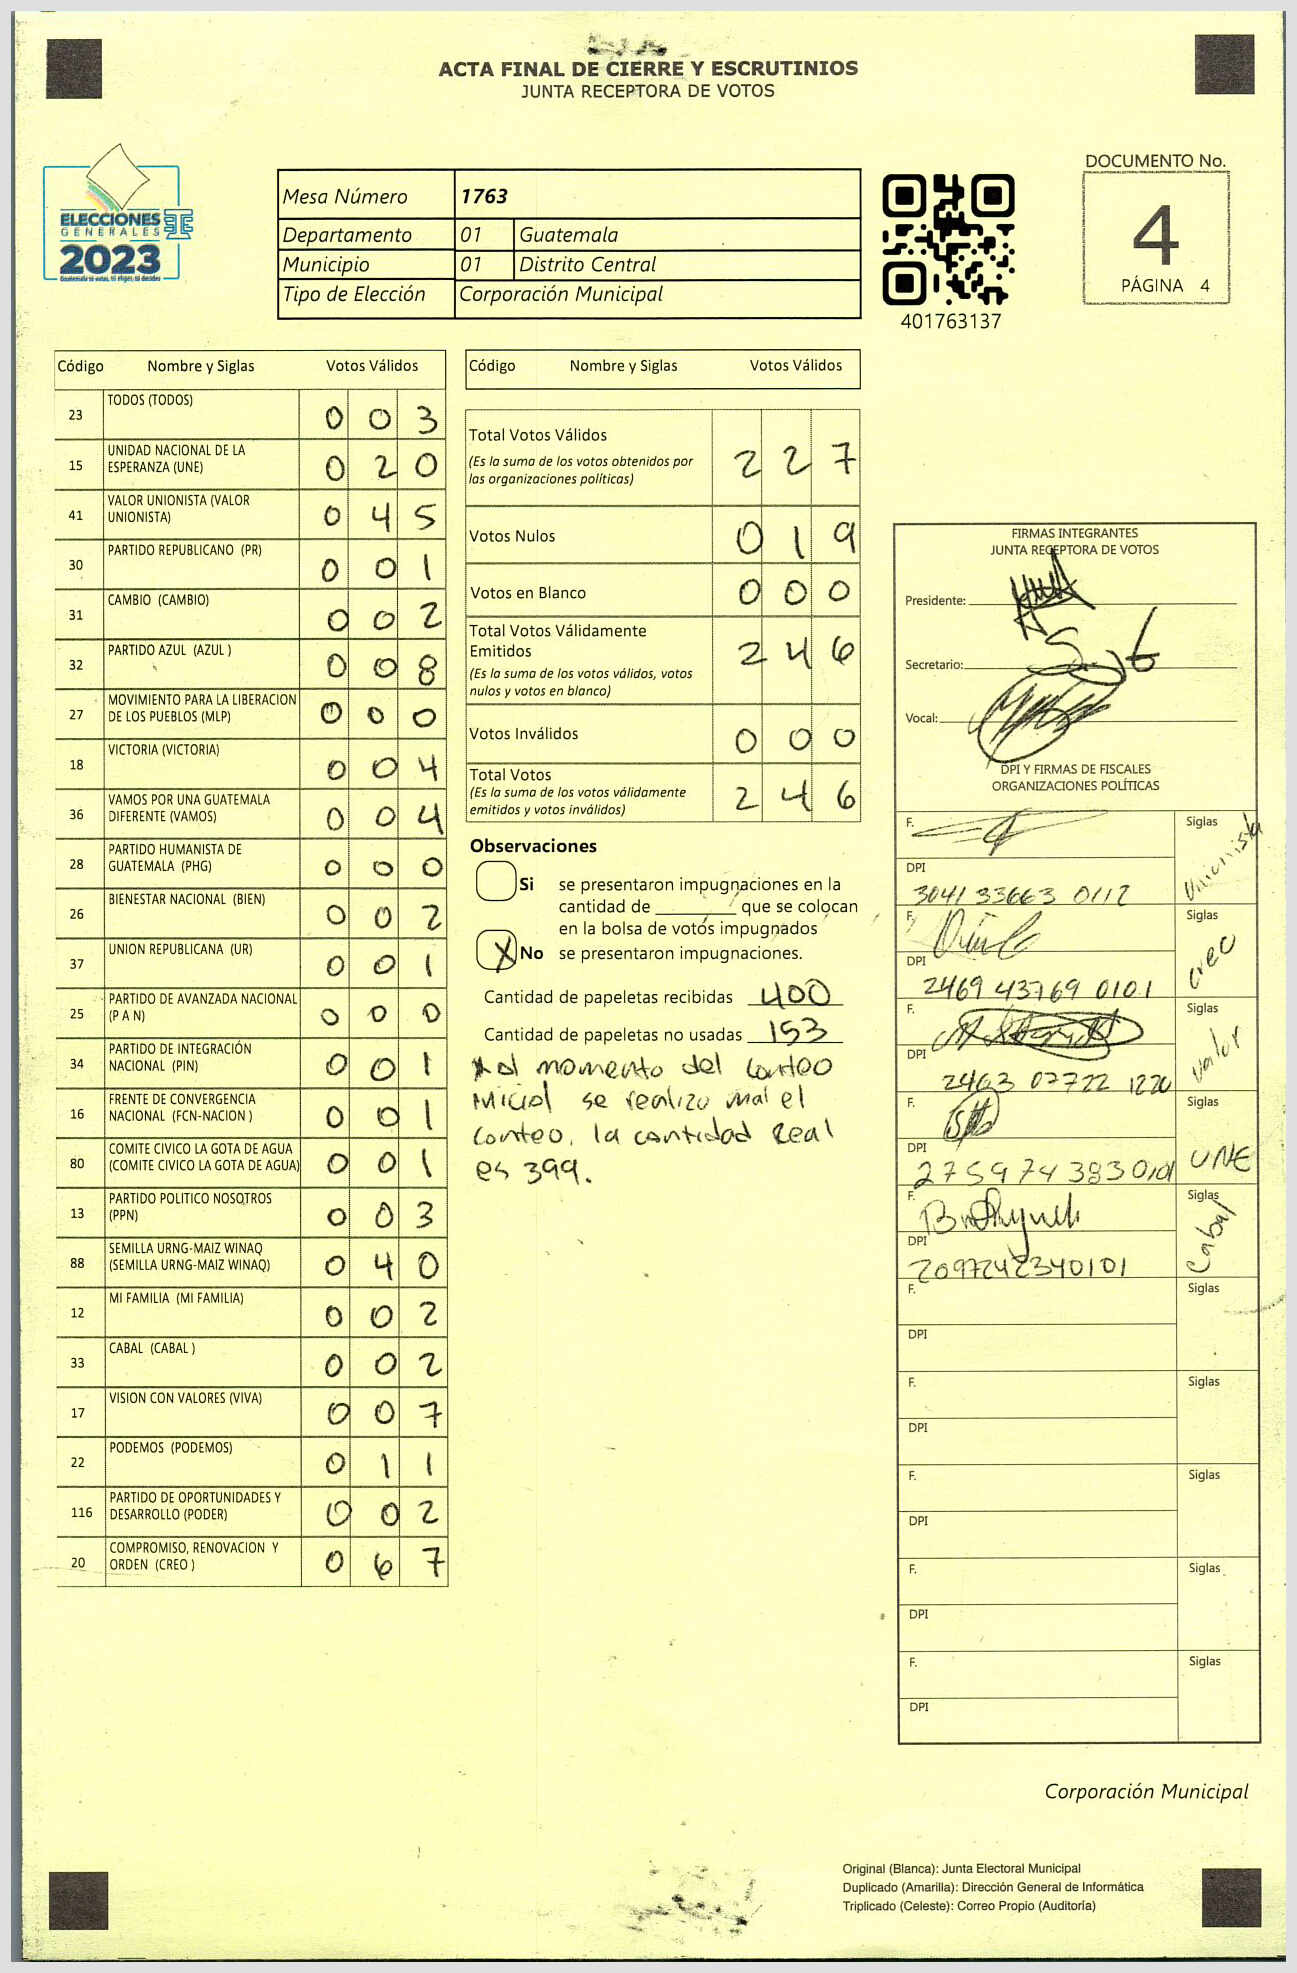 ACTA FINAL DE CIERRE Y ESCRUTINIOS
JUNTA RECEPTORA DE VOTOS
ELECCIONES
GENERALES
2023
Mesa Número 1763
Departamento 01 Guatemala
Municipio 01 Distrito Central
Tipo de Elección Corporación Municipal
401763137
DOCUMENTO No.
4
PÁGINA 4
Código Nombre y Siglas Votos Válidos
23 TODOS (TODOS) 0 0 3
15 UNIDAD NACIONAL DE LA
ESPERANZA (UNE) 0 2 0
41 VALOR UNIONISTA (VALOR
UNIONISTA) 0 4 5
30 PARTIDO REPUBLICANO (PR) 0 0 1
31 CAMBIO (CAMBIO) 0 0 2
32 PARTIDO AZUL (AZUL ) 0 0 8
27 MOVIMIENTO PARA LA LIBERACION
DE LOS PUEBLOS (MLP) 0 0 0
18 VICTORIA (VICTORIA) 0 0 4
36 VAMOS POR UNA GUATEMALA
DIFERENTE (VAMOS) 0 0 4
28 PARTIDO HUMANISTA DE
GUATEMALA (PHG) 0 0 0
26 BIENESTAR NACIONAL (BIEN) 0 0 2
37 UNION REPUBLICANA (UR) 0 0 1
25 PARTIDO DE AVANZADA NACIONAL
(P A N) 0 0 0
34 PARTIDO DE INTEGRACIÓN
NACIONAL (PIN) 0 0 1
16 FRENTE DE CONVERGENCIA
NACIONAL (FCN-NACION ) 0 0 1
80 COMITE CIVICO LA GOTA DE AGUA
(COMITE CIVICO LA GOTA DE AGUA) 0 0 1
13 PARTIDO POLITICO NOSOTROS
(PPN) 0 0 3
88 SEMILLA URNG-MAIZ WINAQ
(SEMILLA URNG-MAIZ WINAQ) 0 4 0
12 MI FAMILIA (MI FAMILIA) 0 0 2
33 CABAL (CABAL ) 0 0 2
17 VISION CON VALORES (VIVA) 0 0 7
22 PODEMOS (PODEMOS) 0 1 1
116 PARTIDO DE OPORTUNIDADES Y
DESARROLLO (PODER) 0 0 2
20 COMPROMISO, RENOVACION Y
ORDEN (CREO ) 0 6 7
Código Nombre y Siglas Votos Válidos
Total Votos Válidos 2 2 7
(Es la suma de los votos obtenidos por
las organizaciones políticas)
Votos Nulos 0 1 9
Votos en Blanco 0 0 0
Total Votos Válidamente
Emitidos 2 4 6
(Es la suma de los votos válidos, votos
nulos y votos en blanco)
Votos Inválidos 0 0 0
Total Votos
(Es la suma de los votos válidamente
emitidos y votos inválidos) 2 4 6
Observaciones
Si se presentaron impugnaciones en la
cantidad de ________ que se colocan
en la bolsa de votos impugnados
X No se presentaron impugnaciones.
Cantidad de papeletas recibidas 400
Cantidad de papeletas no usadas 153
al momento del conteo
inicial se realizo mal el
conteo, la cantidad real
es 399.
FIRMAS INTEGRANTES
JUNTA RECEPTORA DE VOTOS
Presidente:
Secretario:
Vocal:
DPI Y FIRMAS DE FISCALES
ORGANIZACIONES POLÍTICAS
F. Siglas Unionista
DPI
3041 33663 0112
F. Siglas creo
DPI
2469 43769 0101
F. Siglas valor
DPI
2463 07722 1220
F. Siglas UNE
DPI
2759 74383 0101
F. Siglas Cabal
DPI
2097242340101
F. Siglas
DPI
F. Siglas
DPI
F. Siglas
DPI
F. Siglas
DPI
F. Siglas
DPI
Corporación Municipal
Original (Blanca): Junta Electoral Municipal
Duplicado (Amarilla): Dirección General de Informática
Triplicado (Celeste): Correo Propio (Auditoría)